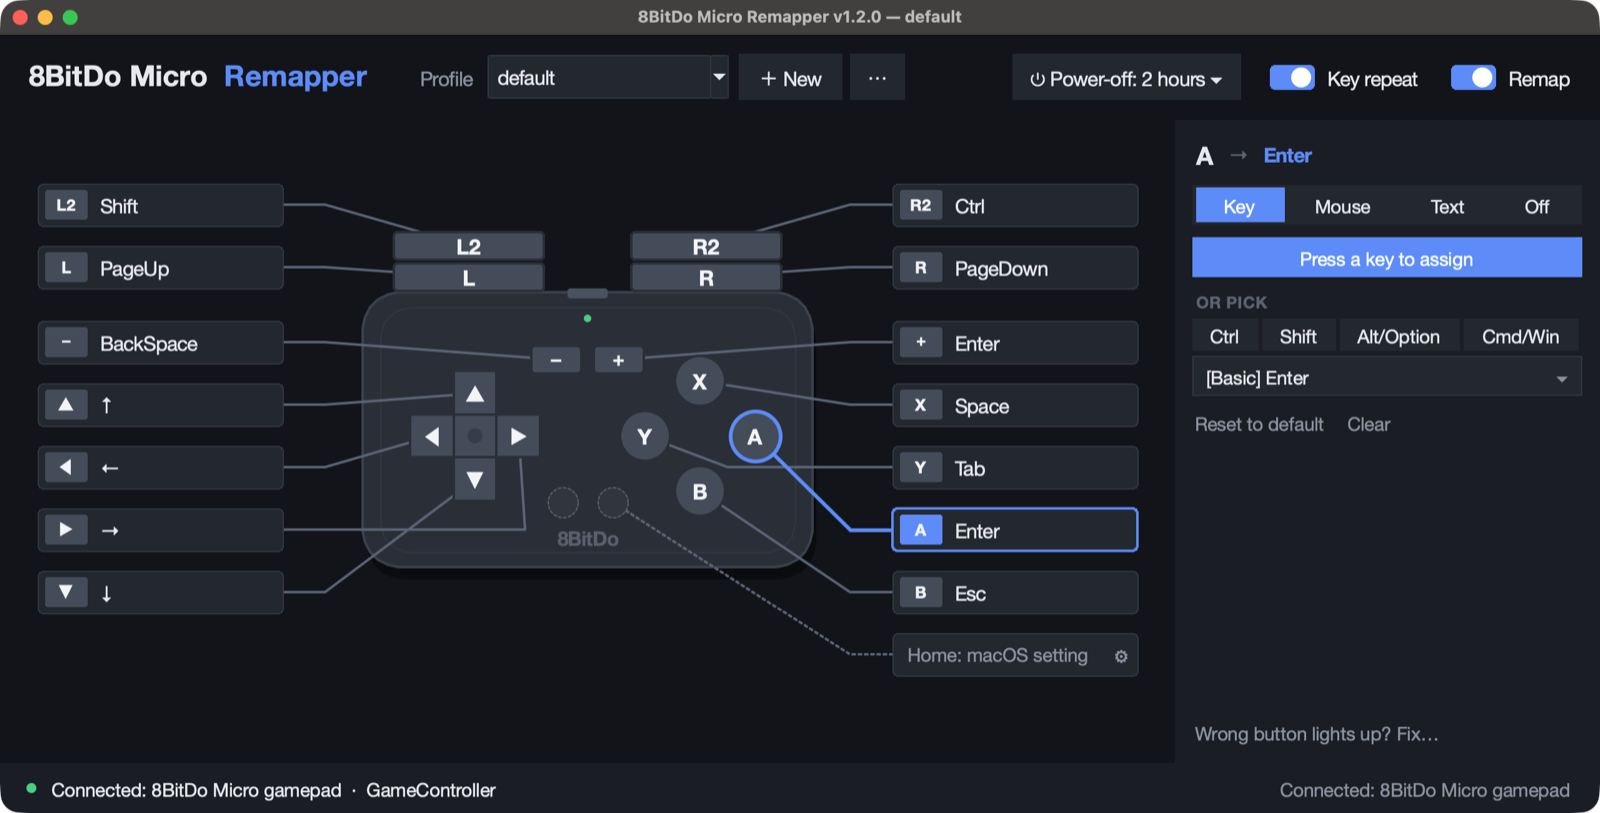 8BitDo Micro Remapper v1.2.0 — default
8BitDo Micro Remapper
Profile
default
+ New
...
Power-off: 2 hours
Key repeat
Remap
L2 Shift
L PageUp
− BackSpace
▲ ↑
◀ ←
▶ →
▼ ↓
L2
L
R2
R
−
+
X
Y
A
B
8BitDo
R2 Ctrl
R PageDown
+ Enter
X Space
Y Tab
A Enter
B Esc
Home: macOS setting
A → Enter
Key Mouse Text Off
Press a key to assign
OR PICK
Ctrl Shift Alt/Option Cmd/Win
[Basic] Enter
Reset to default Clear
Wrong button lights up? Fix...
Connected: 8BitDo Micro gamepad · GameController
Connected: 8BitDo Micro gamepad